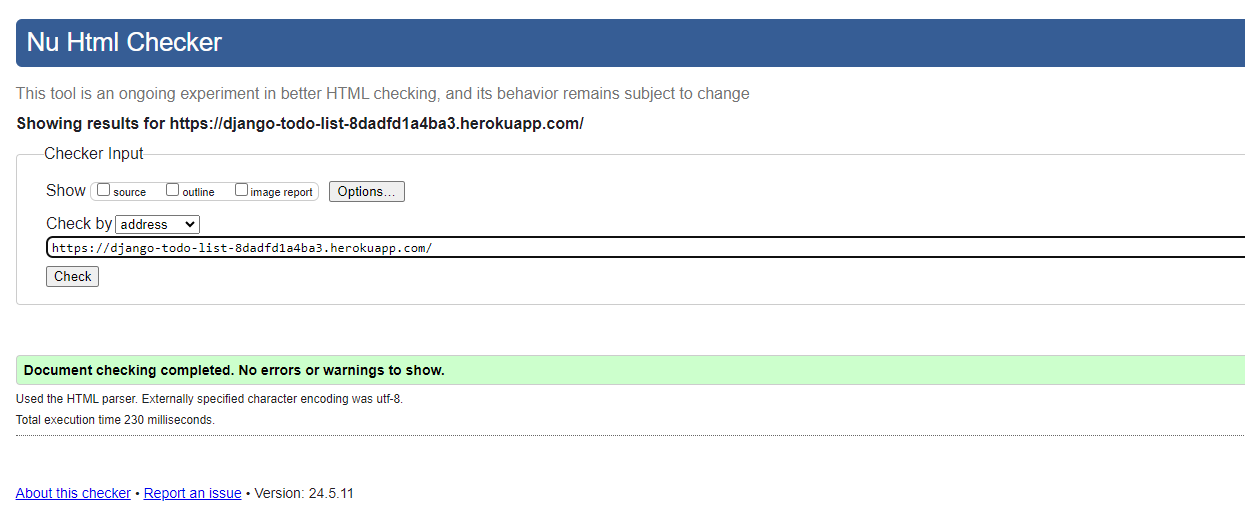 Nu Html Checker
This tool is an ongoing experiment in better HTML checking, and its behavior remains subject to change
Showing results for https://django-todo-list-8dadfd1a4ba3.herokuapp.com/
Checker Input
Show source outline image report Options...
Check by address
https://django-todo-list-8dadfd1a4ba3.herokuapp.com/
Check
Document checking completed. No errors or warnings to show.
Used the HTML parser. Externally specified character encoding was utf-8.
Total execution time 230 milliseconds.
About this checker • Report an issue • Version: 24.5.11